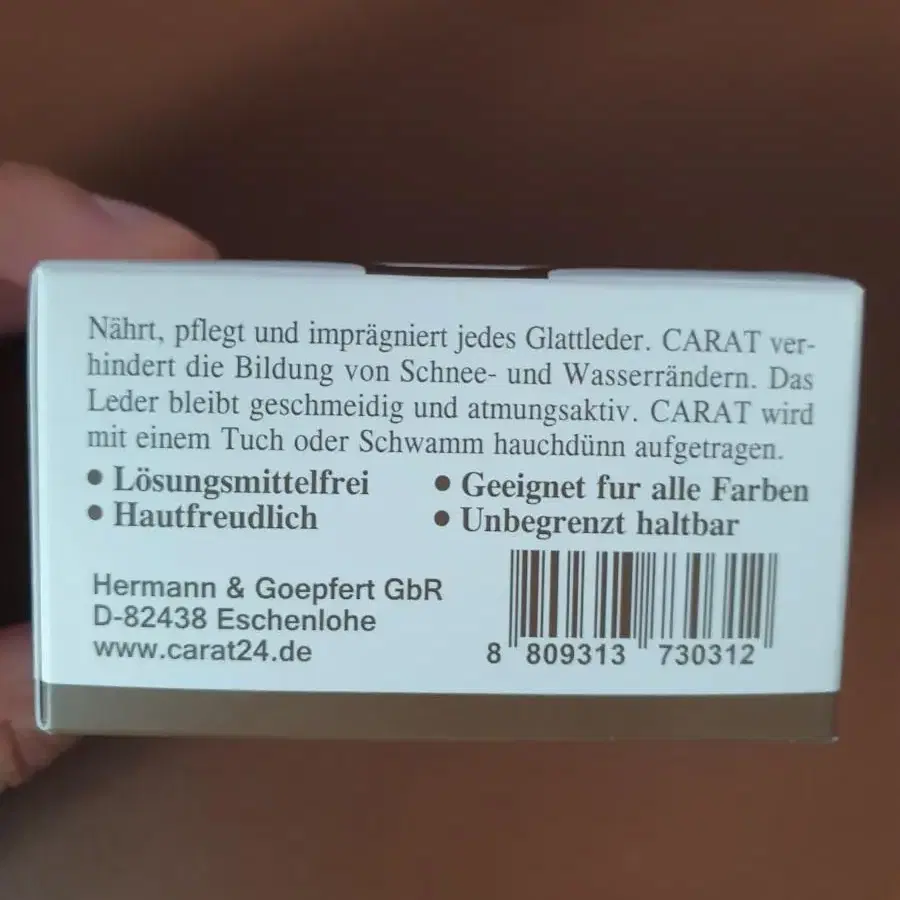 Nährt, pflegt und imprägniert jedes Glattleder. CARAT ver-
hindert die Bildung von Schnee- und Wasserrändern. Das
Leder bleibt geschmeidig und atmungsaktiv. CARAT wird
mit einem Tuch oder Schwamm hauchdünn aufgetragen.
• Lösungsmittelfrei • Geeignet fur alle Farben
• Hautfreudlich • Unbegrenzt haltbar
Hermann & Goepfert GbR
D-82438 Eschenlohe
www.carat24.de
8 809313 730312